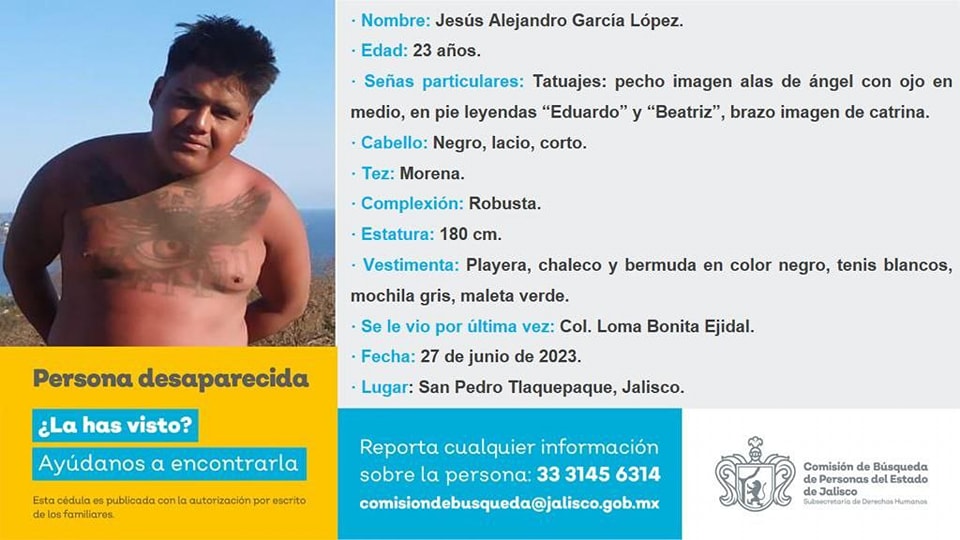 · Nombre: Jesús Alejandro García López.
· Edad: 23 años.
· Señas particulares: Tatuajes: pecho imagen alas de ángel con ojo en
medio, en pie leyendas “Eduardo” y “Beatriz”, brazo imagen de catrina.
· Cabello: Negro, lacio, corto.
· Tez: Morena.
· Complexión: Robusta.
· Estatura: 180 cm.
· Vestimenta: Playera, chaleco y bermuda en color negro, tenis blancos,
mochila gris, maleta verde.
· Se le vio por última vez: Col. Loma Bonita Ejidal.
· Fecha: 27 de junio de 2023.
· Lugar: San Pedro Tlaquepaque, Jalisco.
Persona desaparecida
¿La has visto?
Ayúdanos a encontrarla
Esta cédula es publicada con la autorización por escrito
de los familiares.
Reporta cualquier información
sobre la persona: 33 3145 6314
comisiondebusqueda@jalisco.gob.mx
Comisión de Búsqueda
de Personas del Estado
de Jalisco
Subsecretaría de Derechos Humanos